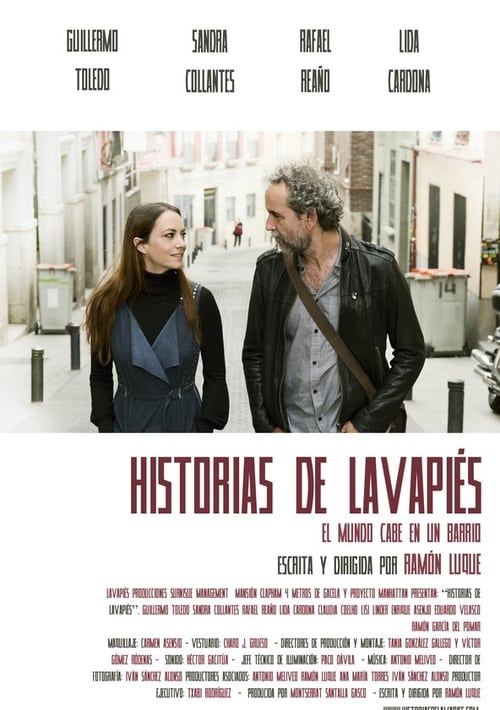 GUILLERMO TOLEDO
SANDRA COLLANTES
RAFAEL REAÑO
LIDA CARDONA
HISTORIAS DE LAVAPIÉS
EL MUNDO CABE EN UN BARRIO
ESCRITA Y DIRIGIDA POR RAMÓN LUQUE
LAVAPIÉS PRODUCCIONES SURNISUE MANAGEMENT MANSIÓN CLAPHAM 4 METROS DE GACELA Y PROYECTO MANHATTAN PRESENTAN: "HISTORIAS DE
LAVAPIÉS". GUILLERMO TOLEDO SANDRA COLLANTES RAFAEL REAÑO LIDA CARDONA CLAUDIA COELHO LISI LINDER ENRIQUE ASENJO EDUARDO VELASCO
RAMÓN GARCÍA DEL POMAR
MAQUILLAJE: CARMEN ASENSIO - VESTUARIO: CHARO J. GRUESO - DIRECTORES DE PRODUCCIÓN Y MONTAJE: TANIA GONZÁLEZ GALLEGO Y VÍCTOR
GÓMEZ RÓDENAS - SONIDO: HÉCTOR GACITÚA - JEFE TÉCNICO DE ILUMINACIÓN: PACO DÁVILA - MÚSICA: ANTONIO MELIVEO - DIRECTOR DE
FOTOGRAFÍA: IVÁN SÁNCHEZ ALONSO PRODUCTORES ASOCIADOS: ANTONIO MELIVEO RAMÓN LUQUE ANA MARÍA TORRES IVÁN SÁNCHEZ ALONSO PRODUCTOR
EJECUTIVO: TXABI RODRÍGUEZ - PRODUCIDA POR MONTSERRAT SANTALLA GASCO - ESCRITA Y DIRIGIDA POR RAMÓN LUQUE